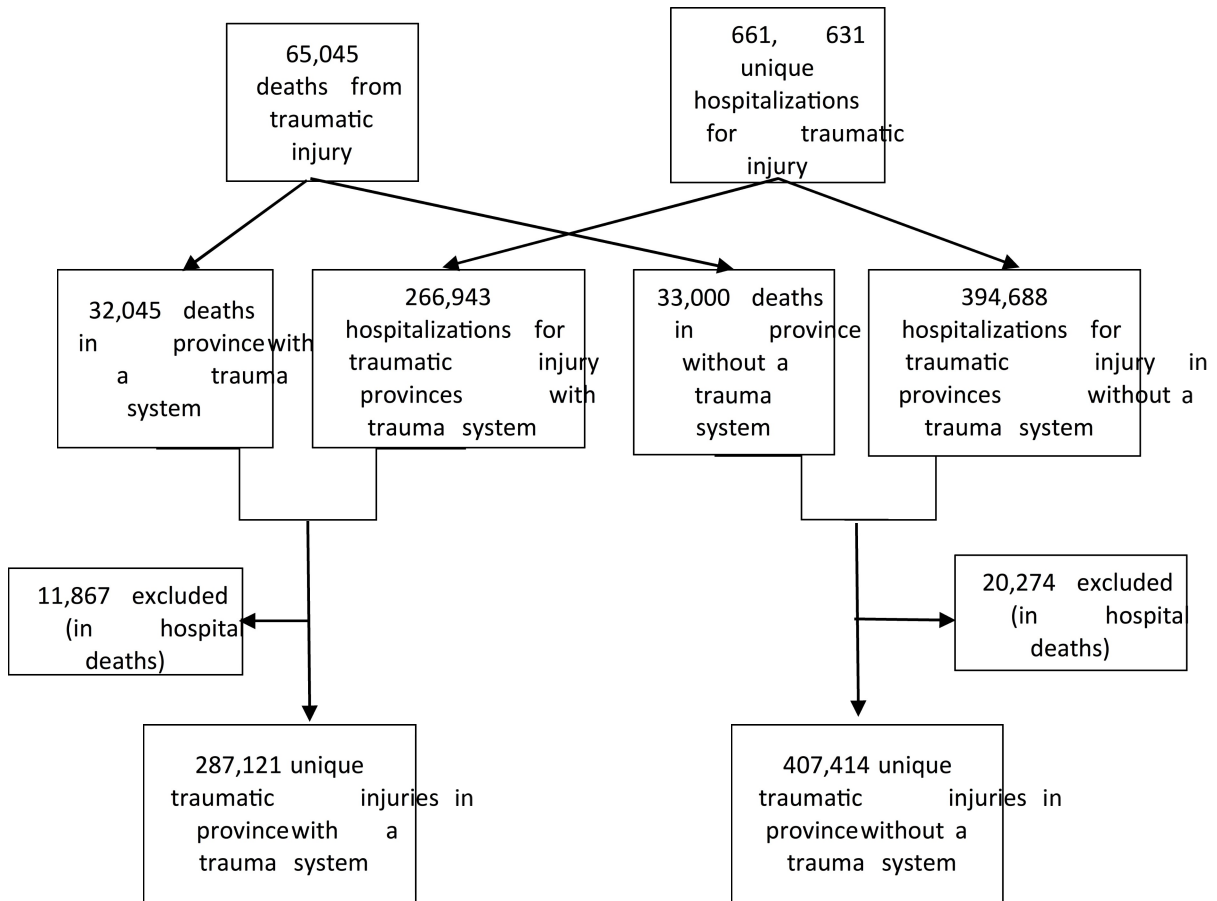 65,045
deaths from
traumatic
injury
661, 631
unique
hospitalizations
for traumatic
injury
32,045 deaths
in province with
a trauma
system
266,943
hospitalizations for
traumatic injury
provinces with
trauma system
33,000 deaths
in province
without a
trauma
system
394,688
hospitalizations for
traumatic injury in
provinces without a
trauma system
11,867 excluded
(in hospital
deaths)
20,274 excluded
(in hospital
deaths)
287,121 unique
traumatic injuries in
province with a
trauma system
407,414 unique
traumatic injuries in
province without a
trauma system